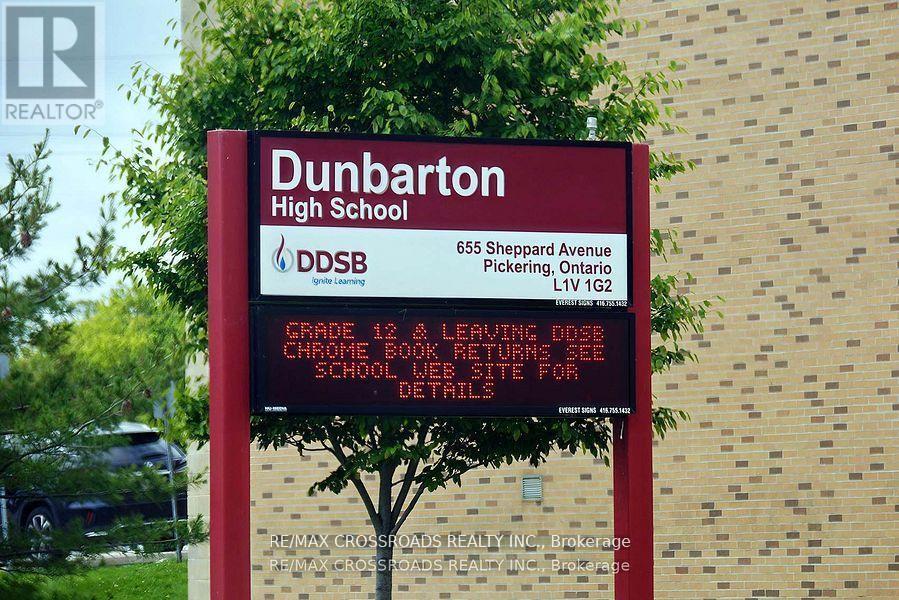 R
REALTOR®
Dunbarton
High School
DDSB
Ignite Learning
655 Sheppard Avenue
Pickering, Ontario
L1V 1G2
EVEREST SIGNS 416.755.1432
GRADE 12 & LEAVING DDSB
CHROME BOOK RETURNS SEE
SCHOOL WEB SITE FOR
DETAILS
NU-MEDIA
EVEREST SIGNS 416.755.1432
RE/MAX CROSSROADS REALTY INC., Brokerage
RE/MAX CROSSROADS REALTY INC., Brokerage